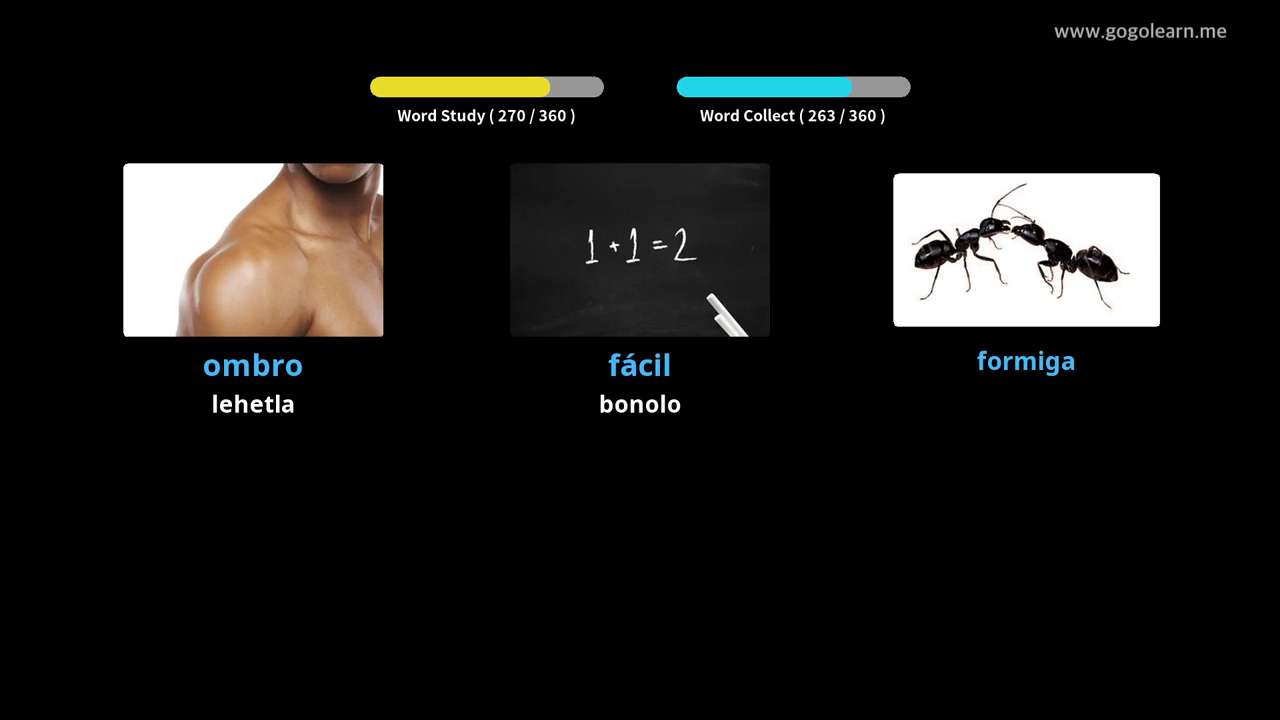 www.gogolearn.me
Word Study ( 270 / 360 )
Word Collect ( 263 / 360 )
1 + 1 = 2
ombro
lehetla
fácil
bonolo
formiga